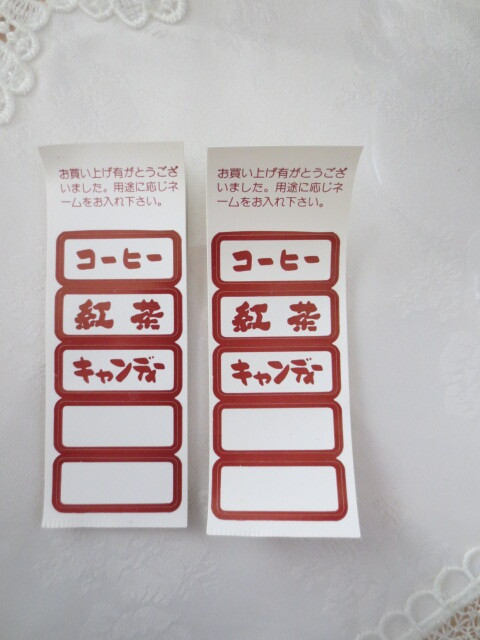 お買い上げ有がとうござ
いました。用途に応じネ
ームをお入れ下さい。
コーヒー
紅茶
キャンディー
お買い上げ有がとうござ
いました。用途に応じネ
ームをお入れ下さい。
コーヒー
紅茶
キャンディー